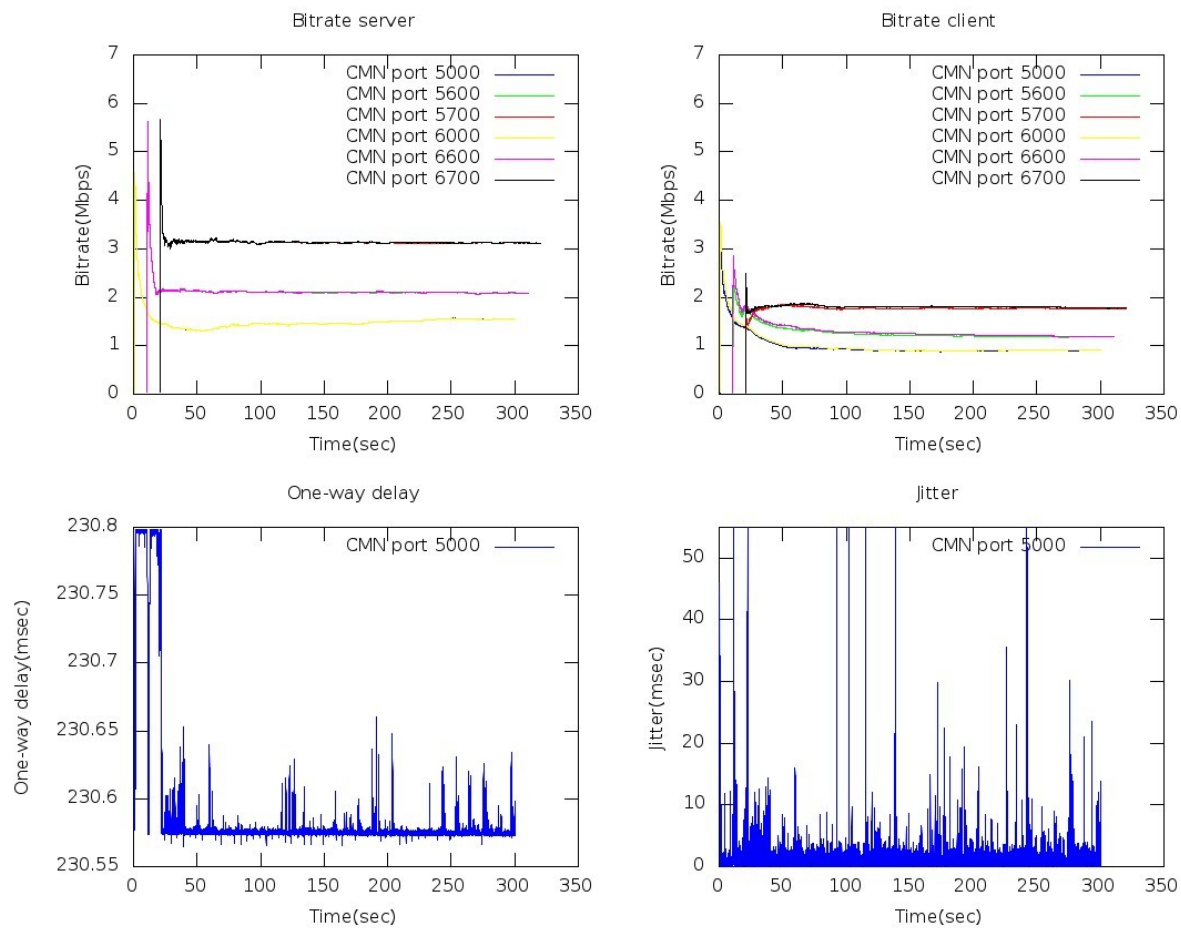 Bitrate server
7
6
5
4
3
2
1
0
Bitrate(Mbps)
CMN port 5000
CMN port 5600
CMN port 5700
CMN port 6000
CMN port 6600
CMN port 6700
0 50 100 150 200 250 300 350
Time(sec)
Bitrate client
7
6
5
4
3
2
1
0
Bitrate(Mbps)
CMN port 5000
CMN port 5600
CMN port 5700
CMN port 6000
CMN port 6600
CMN port 6700
0 50 100 150 200 250 300 350
Time(sec)
One-way delay
230.8
230.75
230.7
230.65
230.6
230.55
One-way delay(msec)
CMN port 5000
0 50 100 150 200 250 300 350
Time(sec)
Jitter
50
40
30
20
10
0
Jitter(msec)
CMN port 5000
0 50 100 150 200 250 300 350
Time(sec)